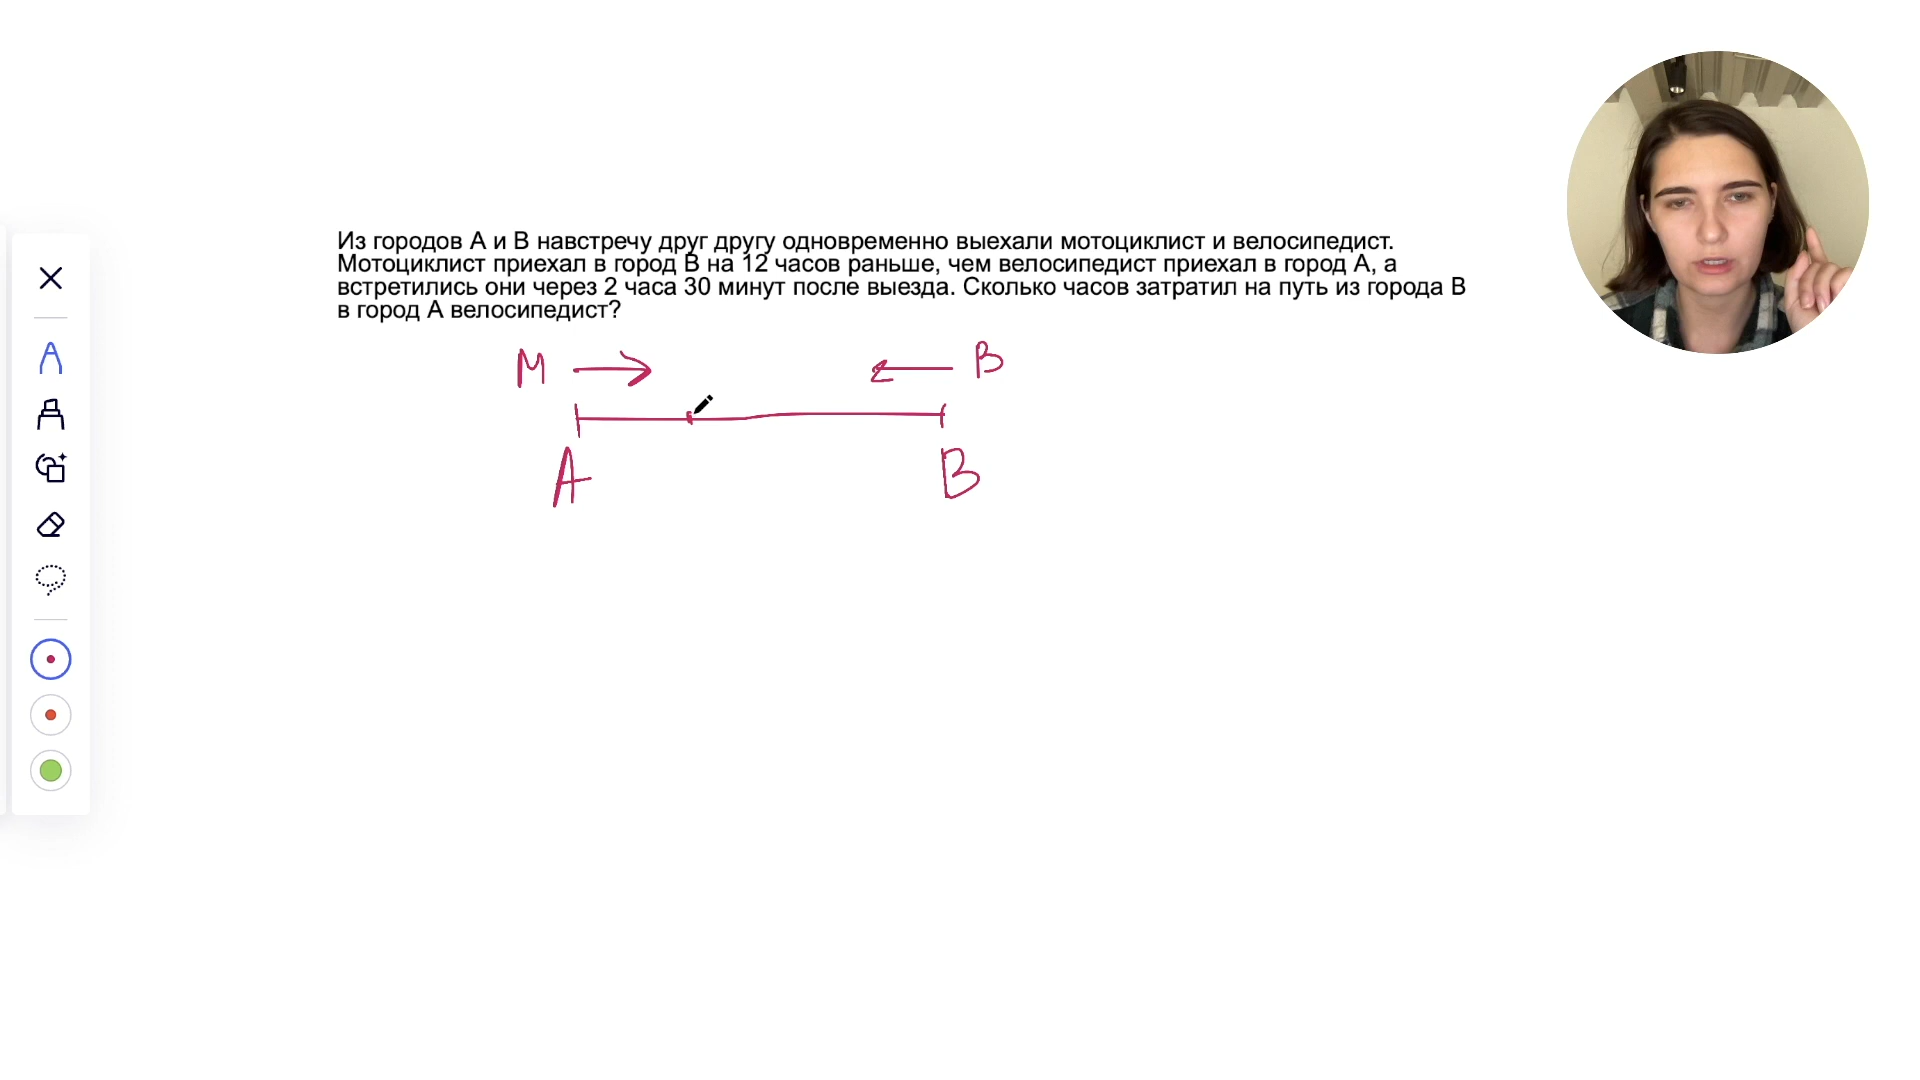 Из городов А и В навстречу друг другу одновременно выехали мотоциклист и велосипедист.
Мотоциклист приехал в город В на 12 часов раньше, чем велосипедист приехал в город А, а
встретились они через 2 часа 30 минут после выезда. Сколько часов затратил на путь из города В
в город А велосипедист?
М В
А В